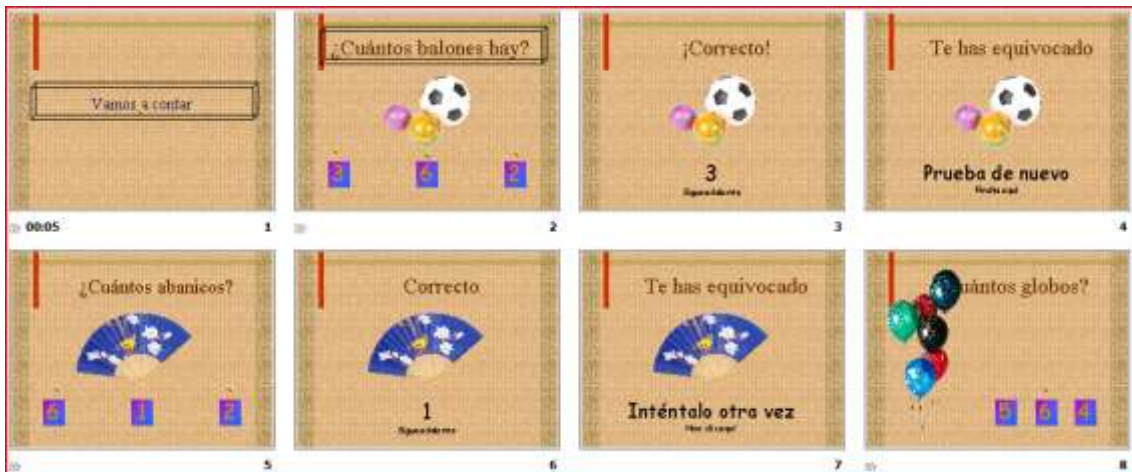 Vamos a contar
00:05
1
¿Cuántos balones hay?
3 6 2
2
¡Correcto!
3
3
Te has equivocado
Prueba de nuevo
4
¿Cuántos abanicos?
6 1 2
5
Correcto
1
6
Te has equivocado
Inténtalo otra vez
7
uántos globos?
5 6 4
8